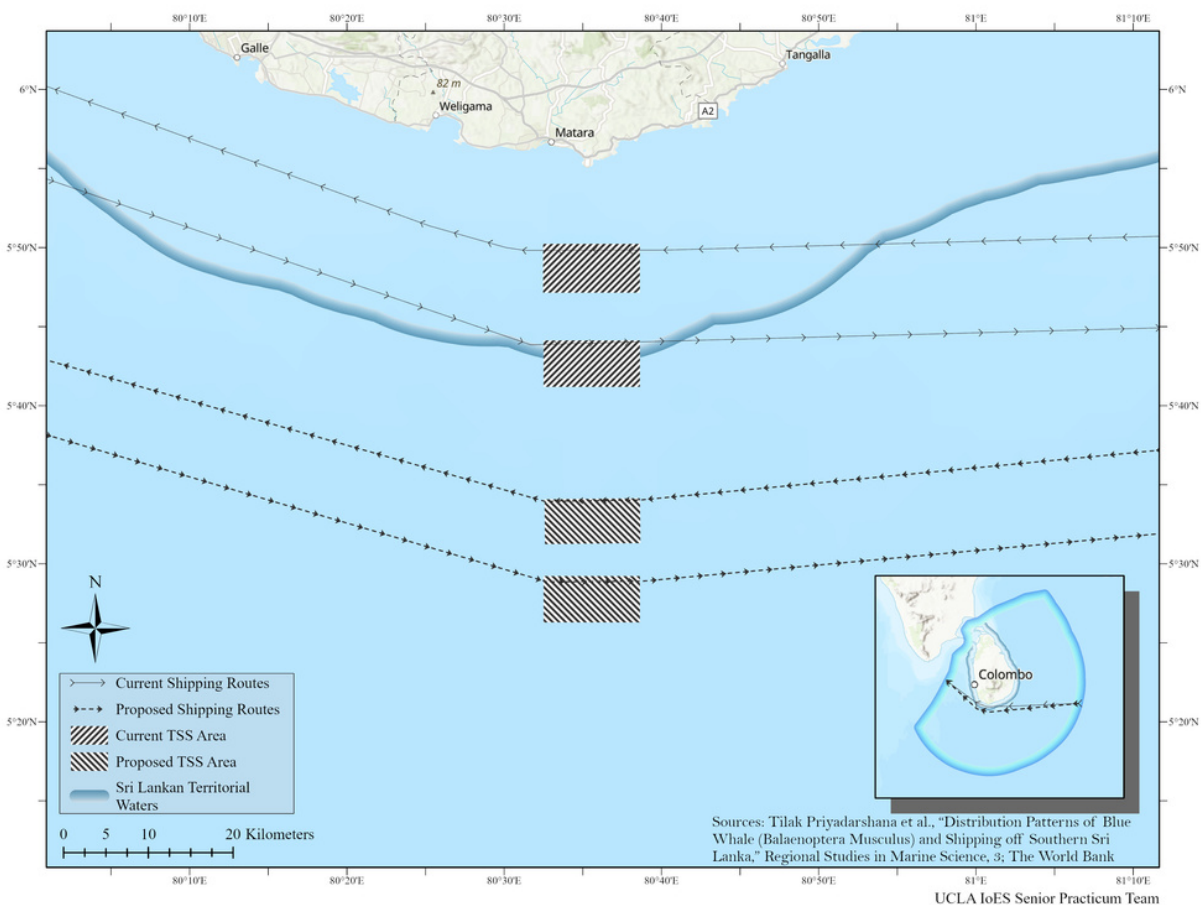 80°10'E 80°20'E 80°30'E 80°40'E 80°50'E 81°E 81°10'E
Galle
Tangalla
82 m
6°N 6°N
Weligama
A2
Matara
5°50'N 5°50'N
5°40'N 5°40'N
5°30'N 5°30'N
N
Colombo
Current Shipping Routes
Proposed Shipping Routes
5°20'N 5°20'N
Current TSS Area
Proposed TSS Area
Sri Lankan Territorial
Waters
0 5 10 20 Kilometers
Sources: Tilak Priyadarshana et al., “Distribution Patterns of Blue
Whale (Balaenoptera Musculus) and Shipping off Southern Sri
Lanka,” Regional Studies in Marine Science, 3; The World Bank
80°10'E 80°20'E 80°30'E 80°40'E 80°50'E 81°E 81°10'E
UCLA IoES Senior Practicum Team